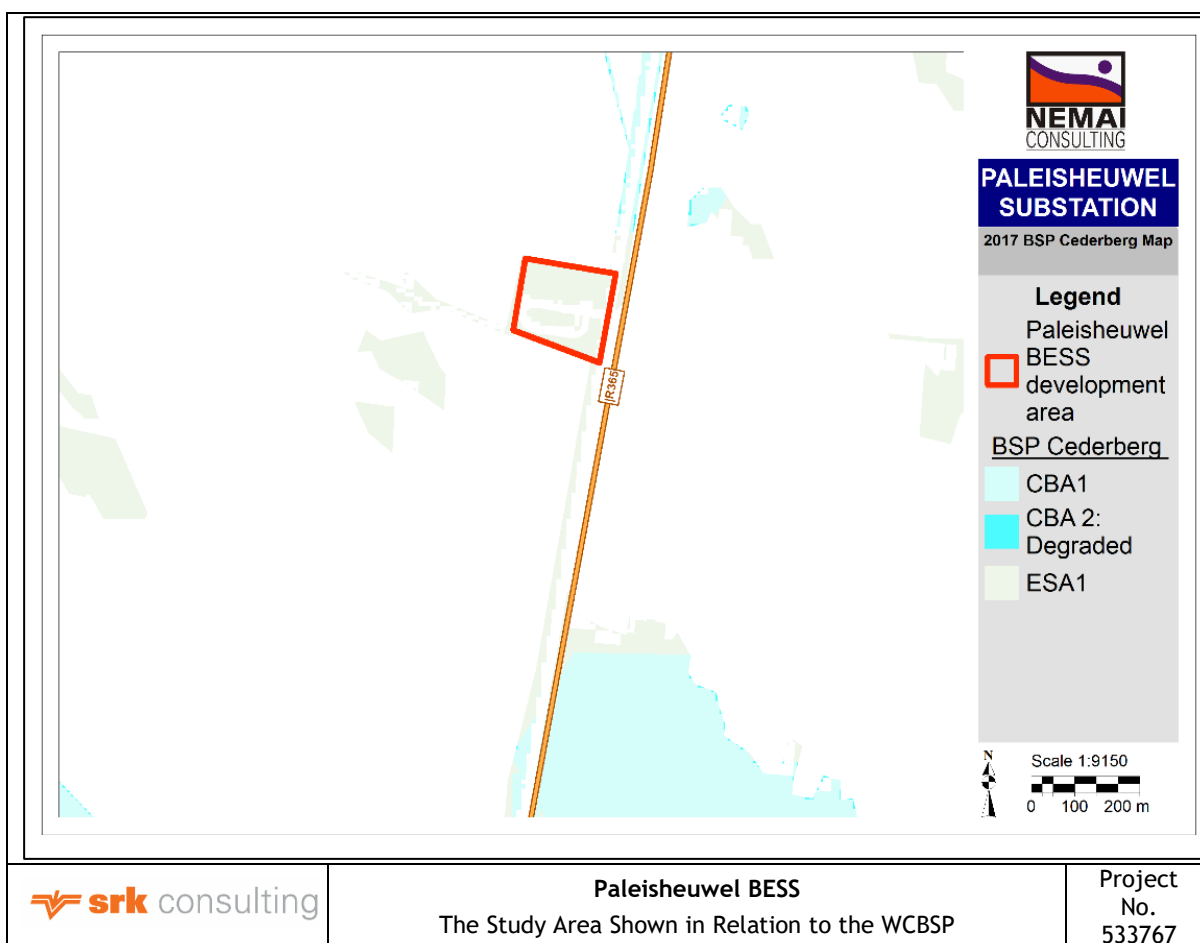 NEMAI
CONSULTING
PALEISHEUWEL
SUBSTATION
2017 BSP Cederberg Map
Legend
Paleisheuwel
BESS
development
area
BSP Cederberg
CBA1
CBA 2:
Degraded
ESA1
R365
N
Scale 1:9150
0 100 200 m
srk consulting
Paleisheuwel BESS
The Study Area Shown in Relation to the WCBSP
Project
No.
533767